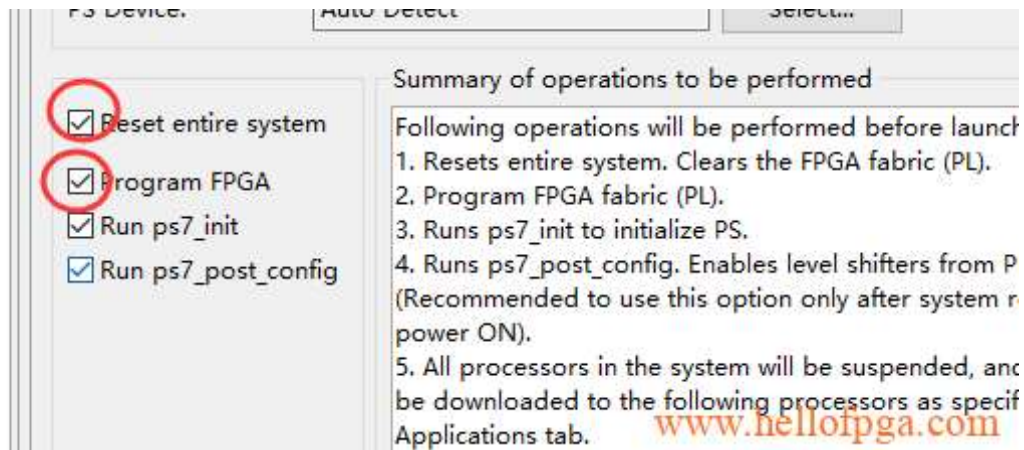 PS Device:
Auto Detect
Select...
Reset entire system
Program FPGA
Run ps7_init
Run ps7_post_config
Summary of operations to be performed
Following operations will be performed before launch
1. Resets entire system. Clears the FPGA fabric (PL).
2. Program FPGA fabric (PL).
3. Runs ps7_init to initialize PS.
4. Runs ps7_post_config. Enables level shifters from P
(Recommended to use this option only after system r
power ON).
5. All processors in the system will be suspended, and
be downloaded to the following processors as specif
Applications tab.
www.hellofpga.com